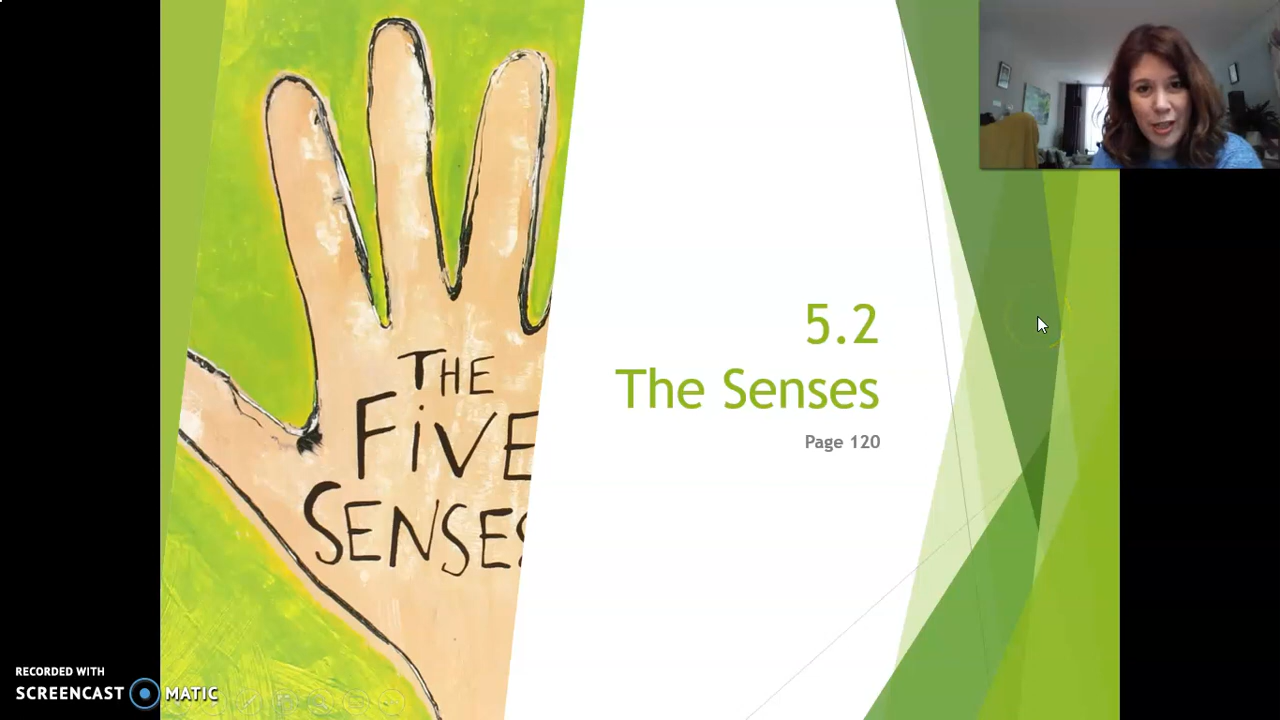 THE
FiVE
SENSES
5.2
The Senses
Page 120
RECORDED WITH
SCREENCAST MATIC